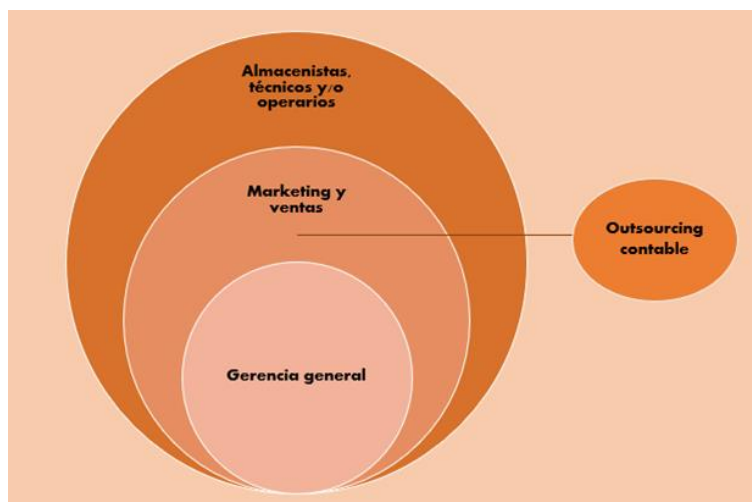 Almacenistas,
técnicos y/o
operarios
Marketing y
ventas
Outsourcing
contable
Gerencia general